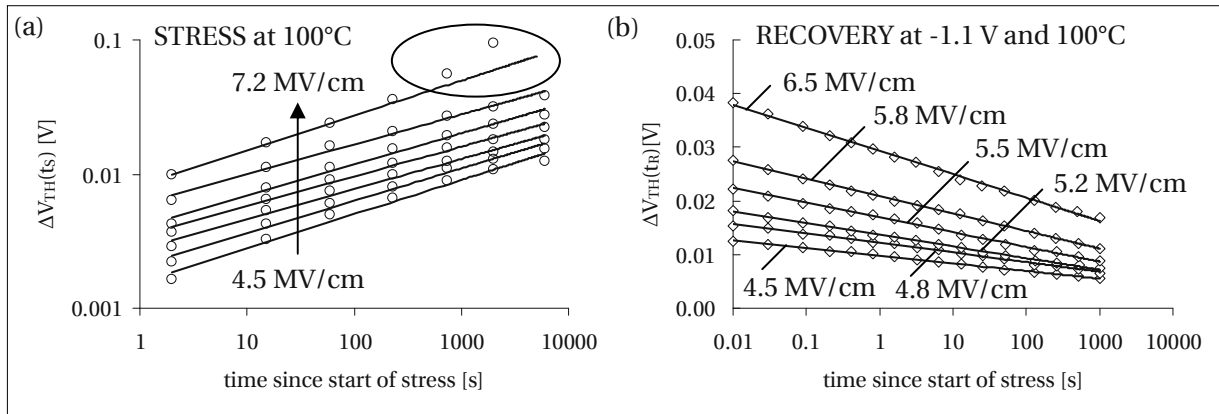 (a)
STRESS at 100°C
0.1
0.01
0.001
ΔV_TH(t_S) [V]
7.2 MV/cm
4.5 MV/cm
1 10 100 1000 10000
time since start of stress [s]
(b)
RECOVERY at -1.1 V and 100°C
0.05
0.04
0.03
0.02
0.01
0.00
ΔV_TH(t_R)[V]
6.5 MV/cm
5.8 MV/cm
5.5 MV/cm
5.2 MV/cm
4.5 MV/cm
4.8 MV/cm
0.01 0.1 1 10 100 1000 10000
time since start of stress [s]